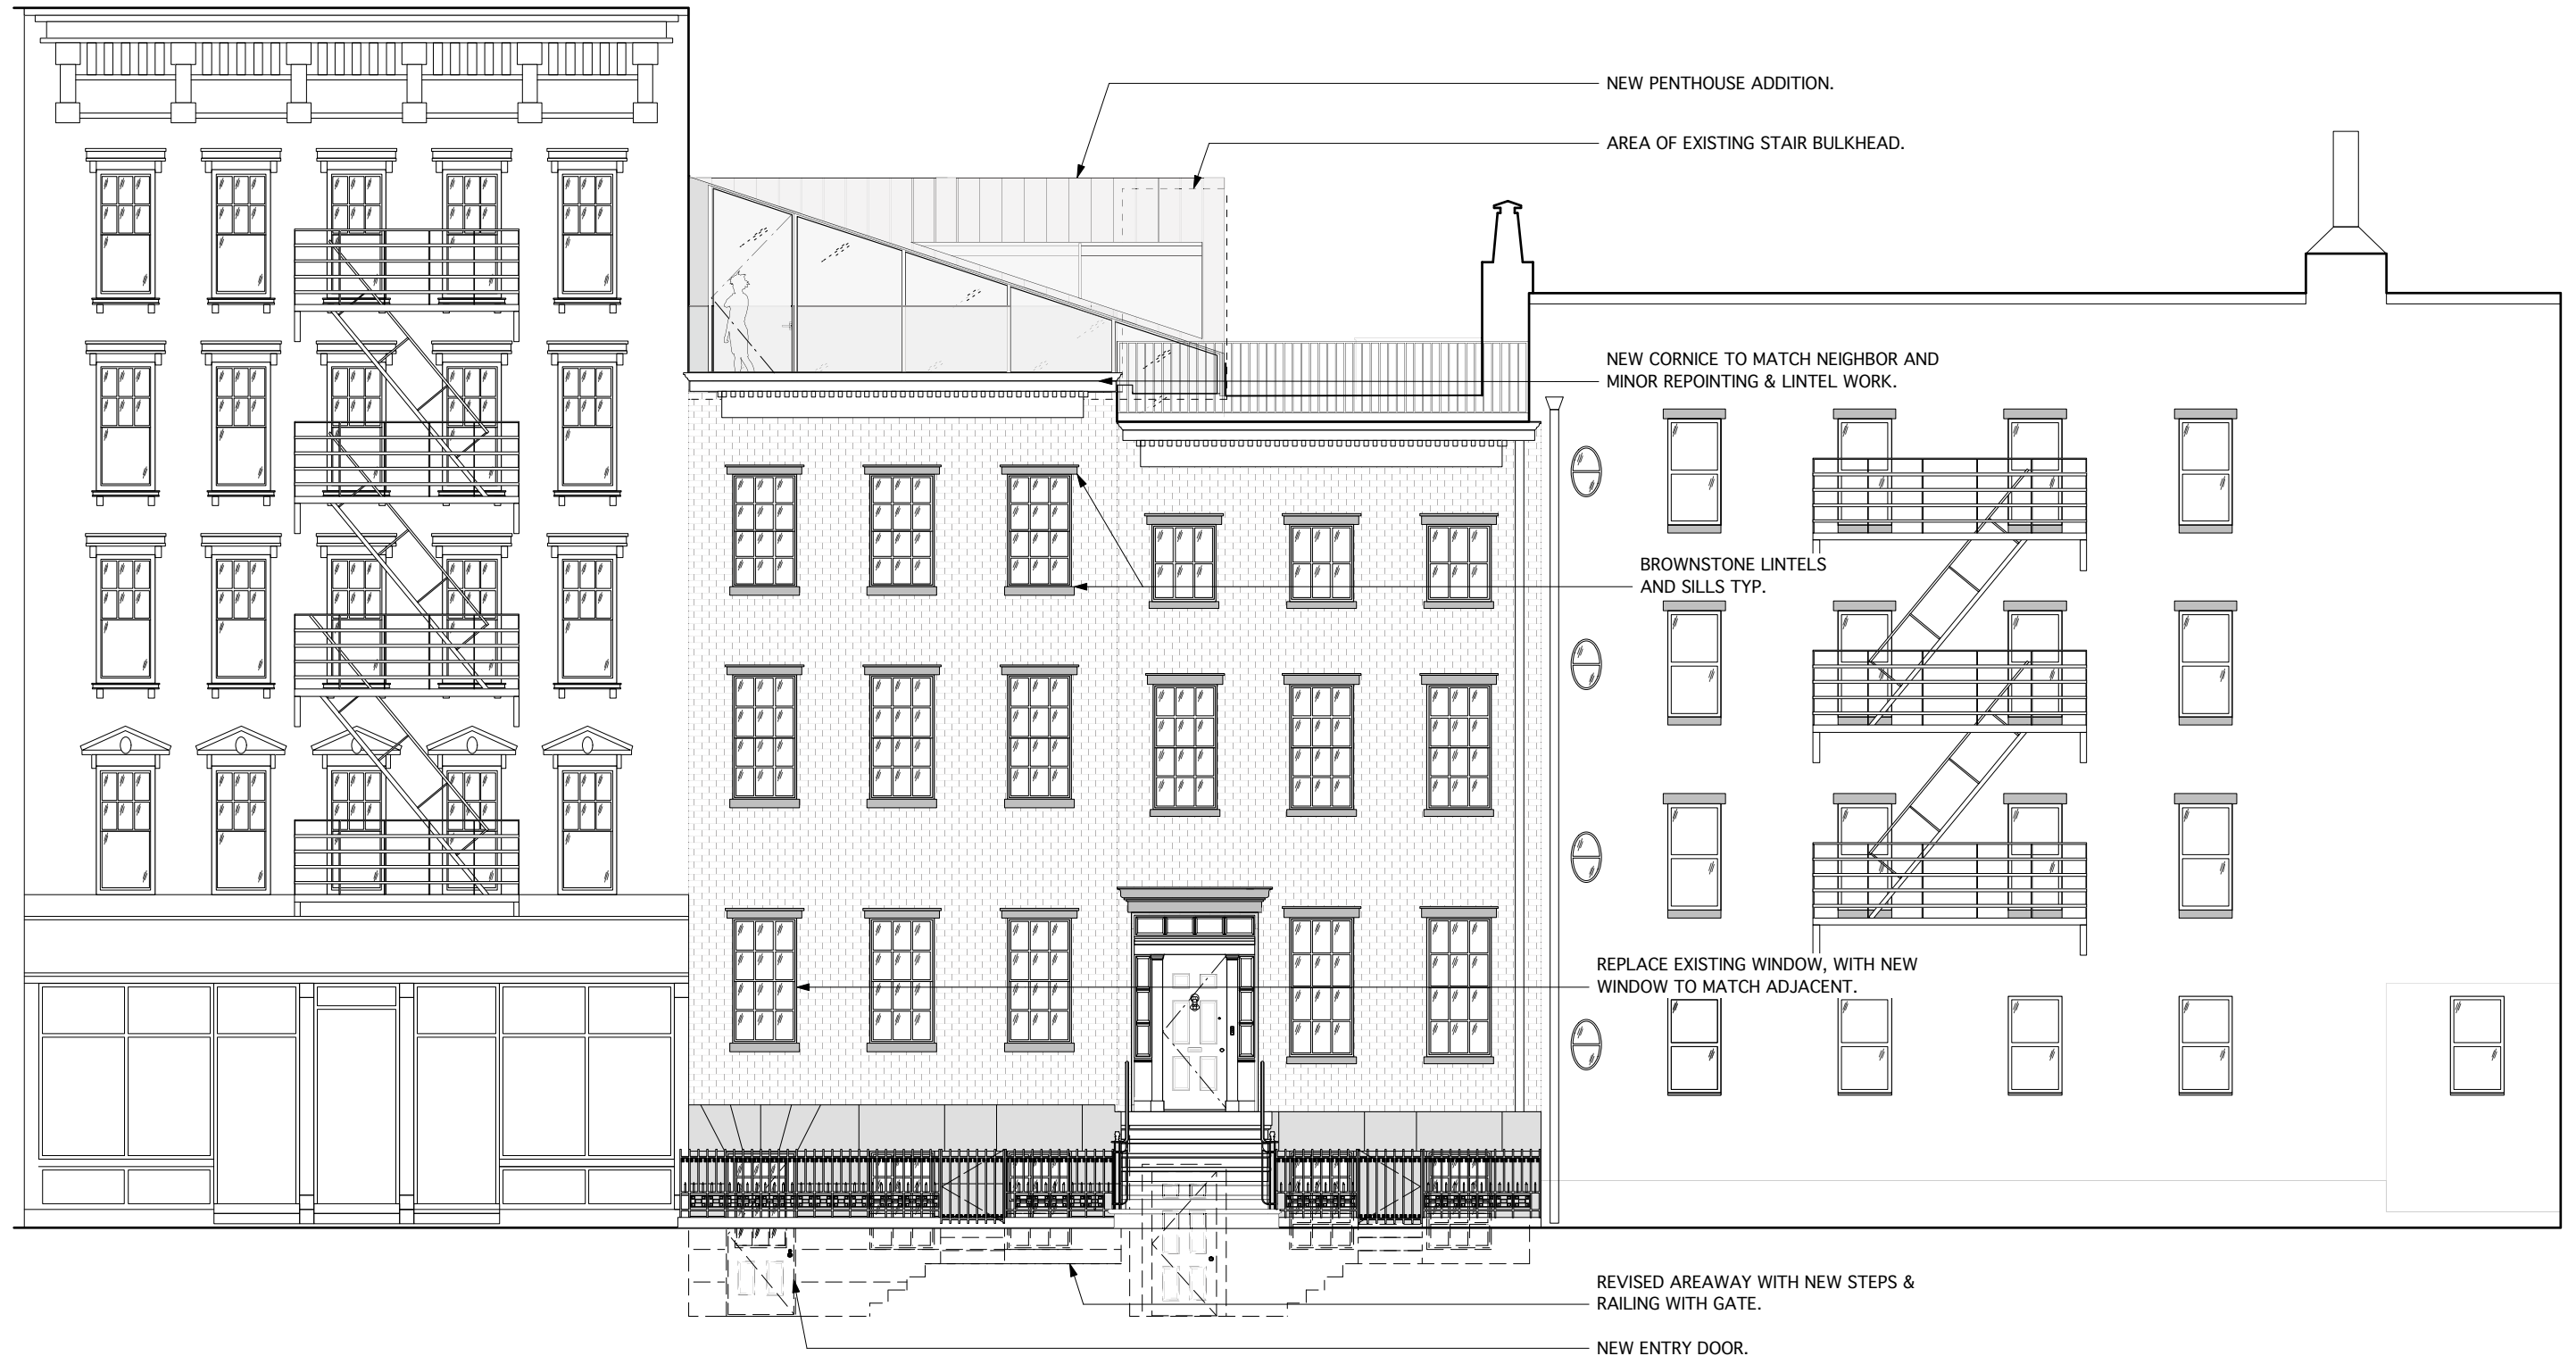 NEW PENTHOUSE ADDITION.
AREA OF EXISTING STAIR BULKHEAD.
NEW CORNICE TO MATCH NEIGHBOR AND
MINOR REPOINTING & LINTEL WORK.
BROWNSTONE LINTELS
AND SILLS TYP.
REPLACE EXISTING WINDOW, WITH NEW
WINDOW TO MATCH ADJACENT.
REVISED AREAWAY WITH NEW STEPS &
RAILING WITH GATE.
NEW ENTRY DOOR.